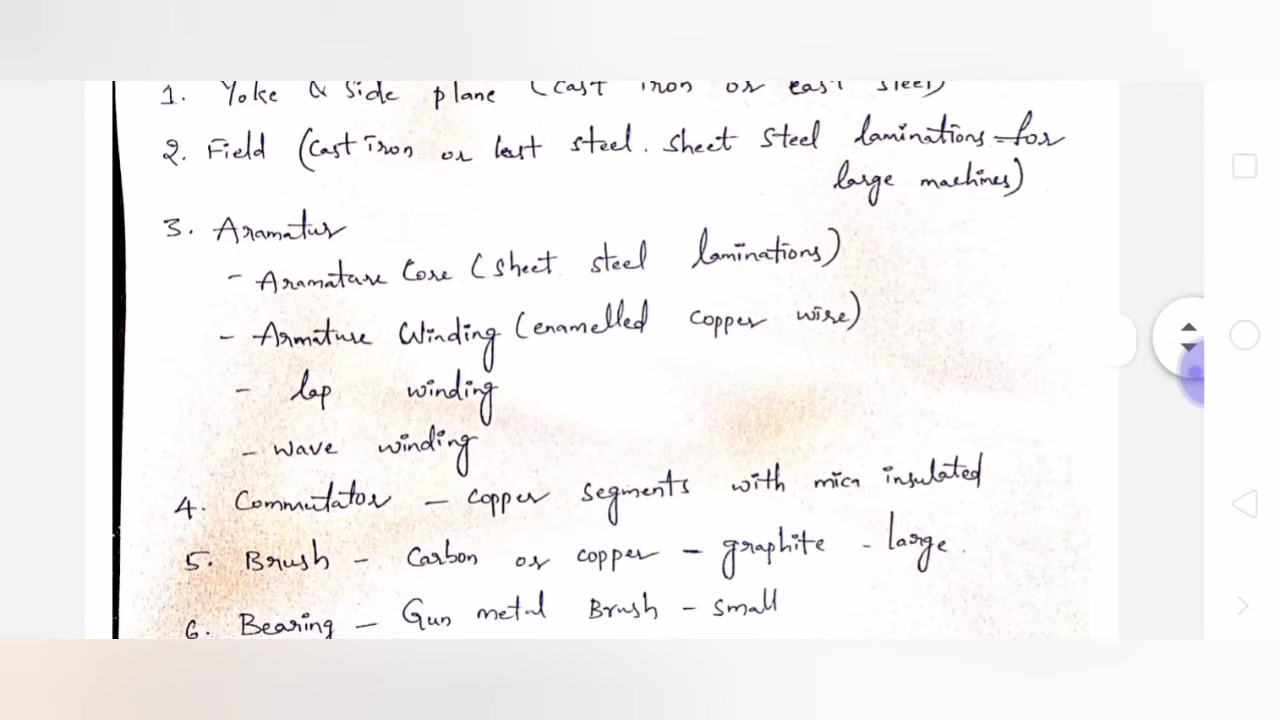 1. Yoke & Side plane (cast iron or cast steel)
2. Field (Cast iron or cast steel. Sheet Steel laminations for
large machines)
3. Aramatur
- Aramature Core (Sheet steel laminations)
- Armature Winding (enamelled copper wire)
- lap winding
- wave winding
4. Commutator - copper segments with mica insulated
5. Brush - Carbon or copper - graphite - large.
6. Bearing - Gun metal Brush - small